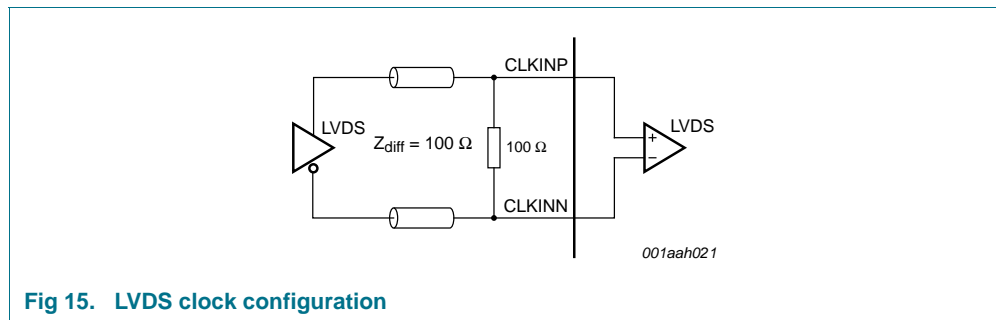 CLKINP
LVDS
Zdiff = 100 Ω
100 Ω
LVDS
+
−
CLKINN
001aah021
Fig 15. LVDS clock configuration